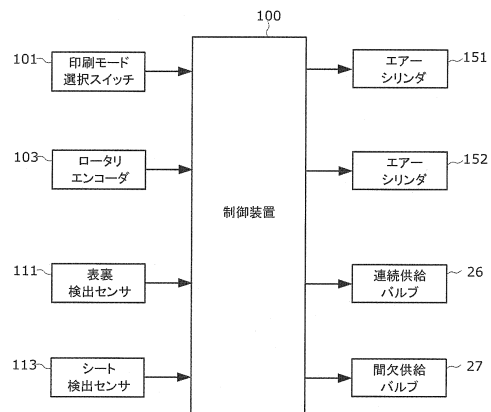 100
101
印刷モード
選択スイッチ
103
ロータリ
エンコーダ
111
表裏
検出センサ
113
シート
検出センサ
制御装置
エアー
シリンダ
151
エアー
シリンダ
152
連続供給
バルブ
26
間欠供給
バルブ
27